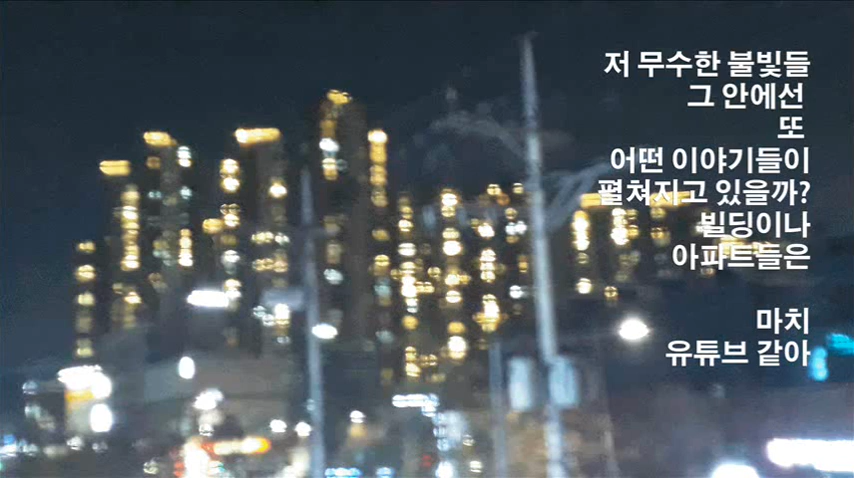 저 무수한 불빛들
그 안에선
또
어떤 이야기들이
펼쳐지고 있을까?
빌딩이나
아파트들은
마치
유튜브 같아